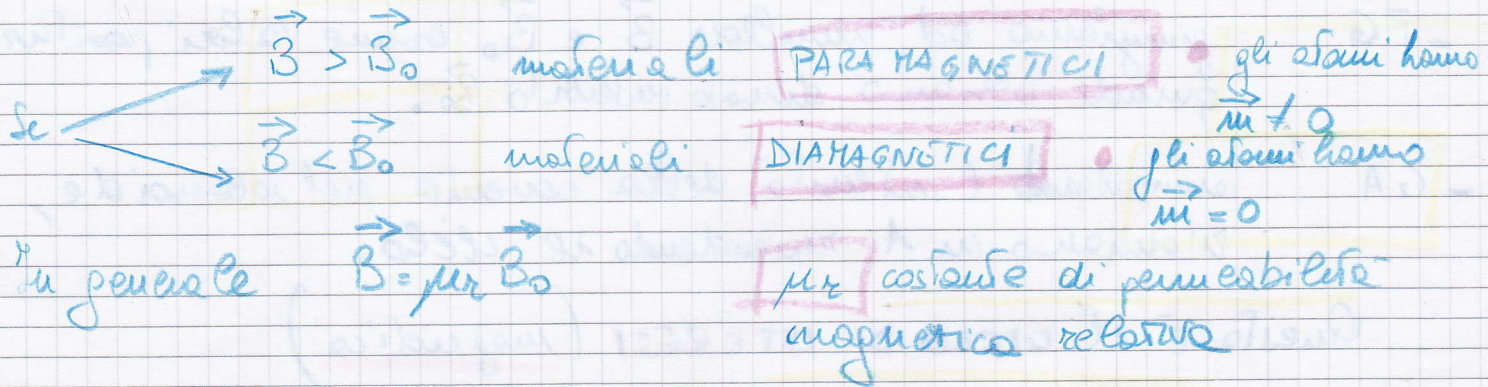 Se
B⃗ > B⃗₀ materiali PARAMAGNETICI • gli atomi hanno
m⃗ ≠ 0
B⃗ < B⃗₀ materiali DIAMAGNETICI • gli atomi hanno
m⃗ = 0
In generale B⃗ = μr B⃗₀ μr costante di permeabilità
magnetica relativa